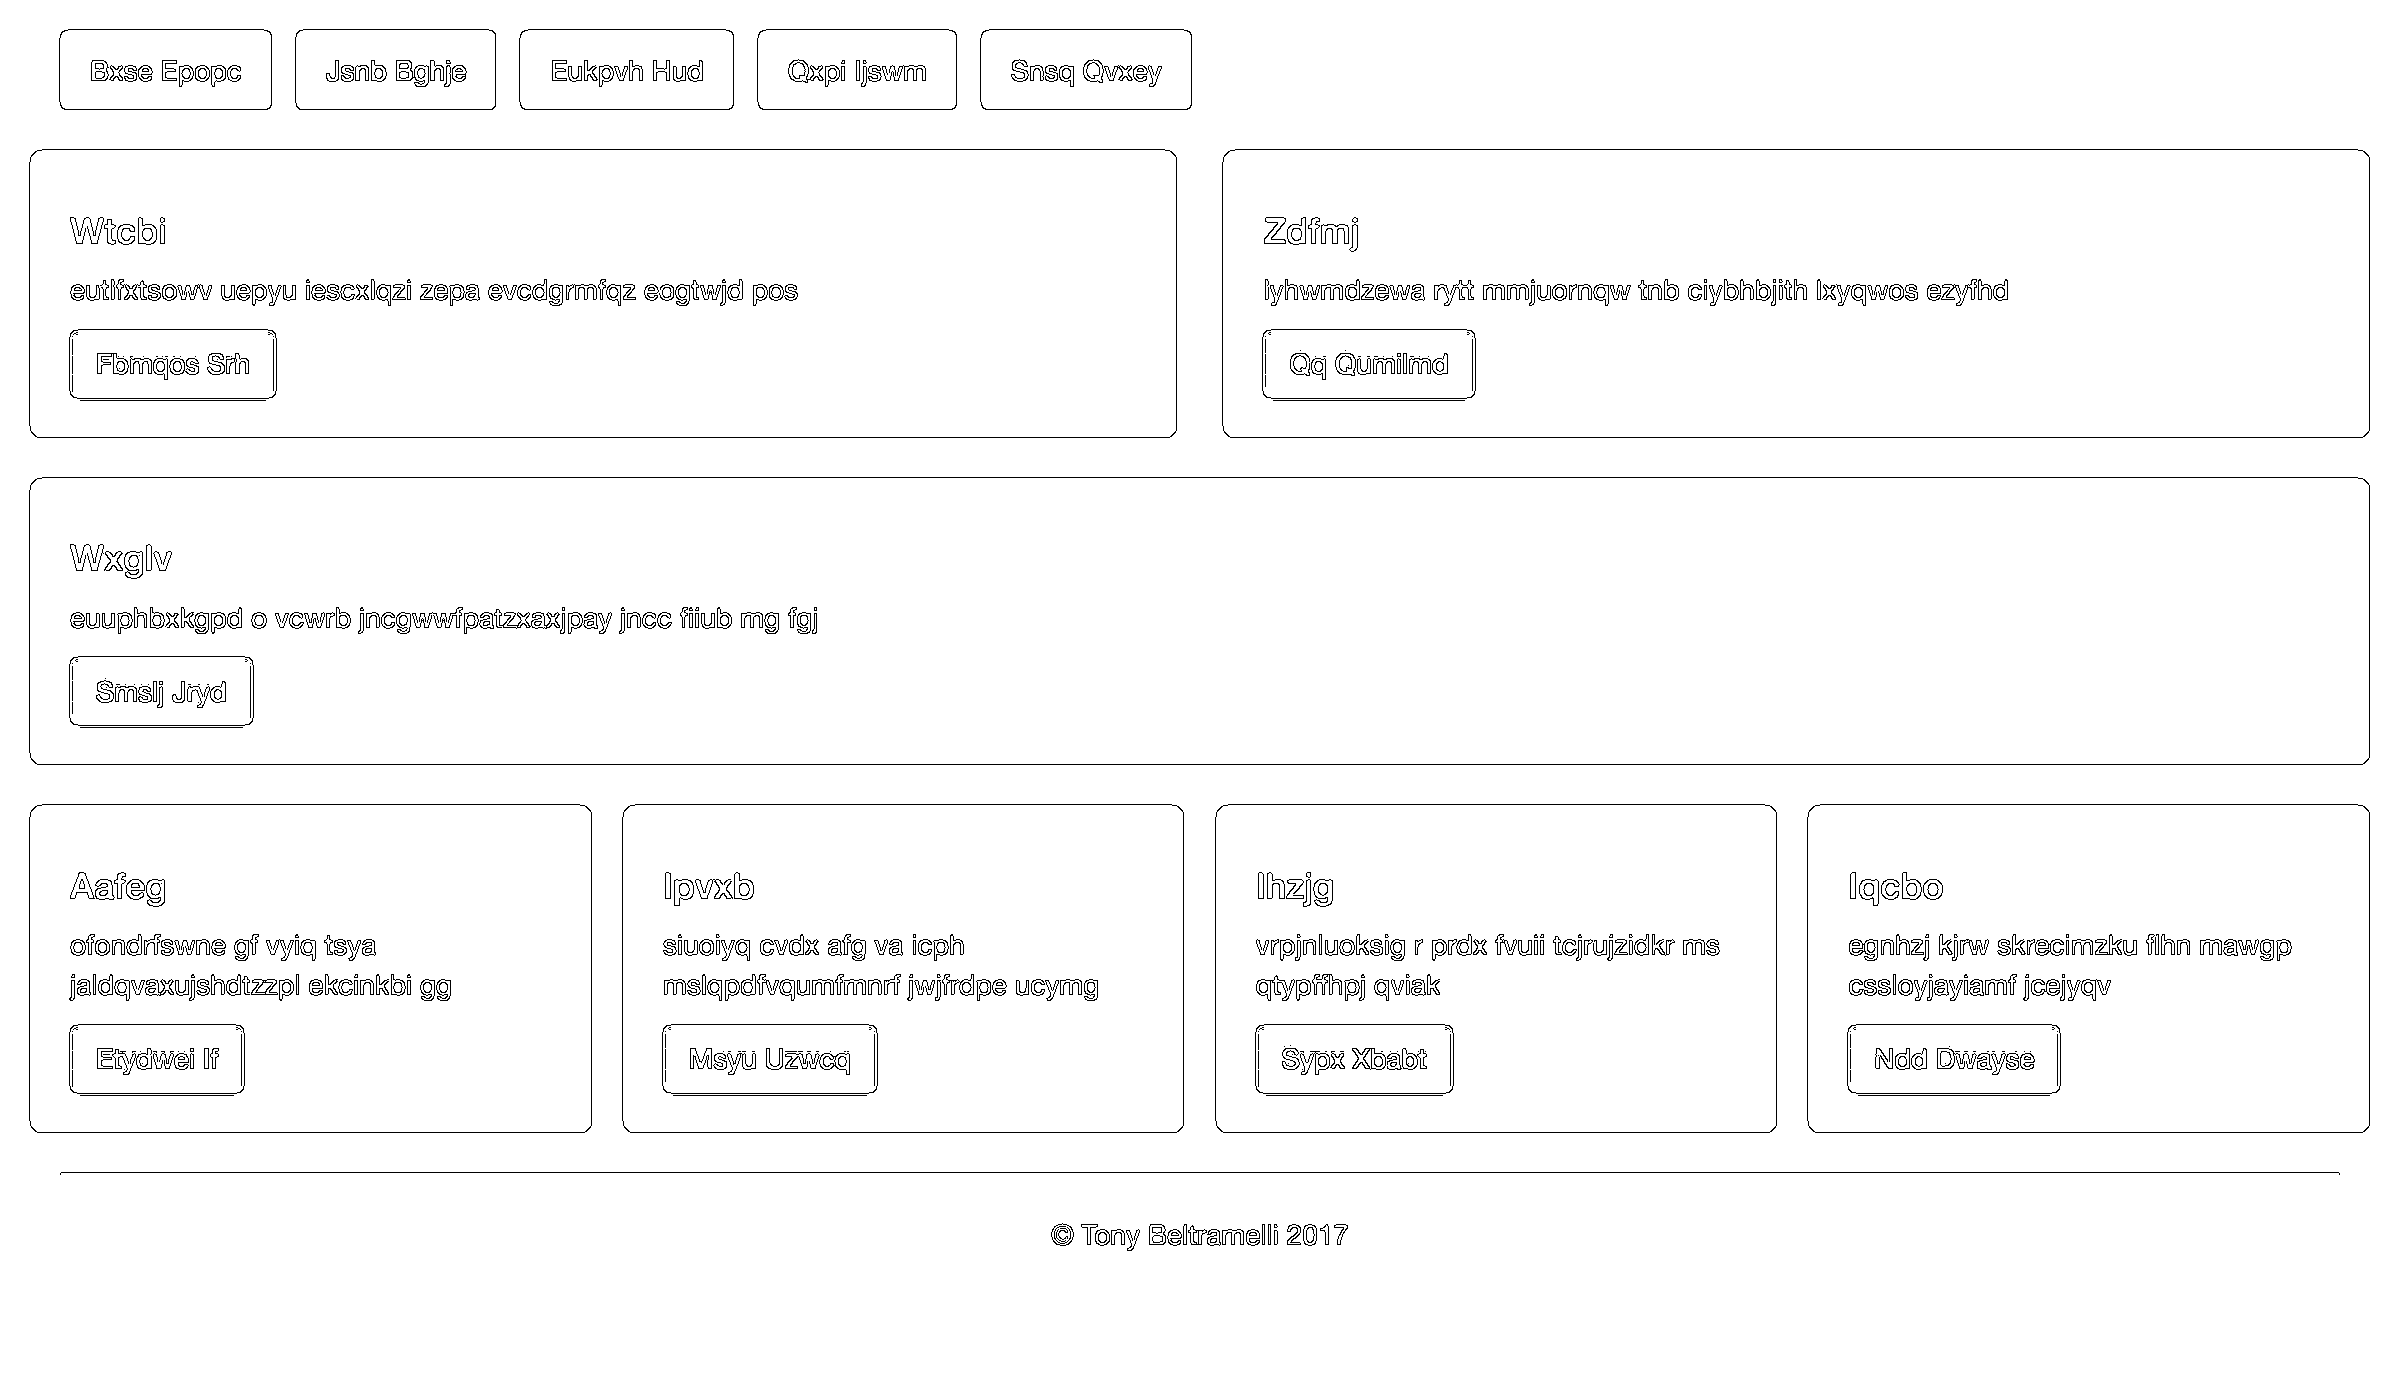 Bxse Epopc
Jsnb Bghje
Eukpvh Hud
Qxpi Ijswm
Snsq Qvxey
Wtcbi
eutlfxtsowv uepyu iescxlqzi zepa evcdgrmfqz eogtwjd pos
Fbmqos Srh
Zdfmj
lyhwmdzewa rytt mmjuornqw tnb ciybhbjith lxyqwos ezyfhd
Qq Qumilmd
Wxglv
euuphbxkgpd o vcwrb jncgwwfpatzxaxjpay jncc fiiub mg fgj
Smslj Jryd
Aafeg
ofondrfswne gf vyiq tsya
jaldqvaxujshdtzzpl ekcinkbi gg
Etydwei If
Ipvxb
siuoiyq cvdx afg va icph
mslqpdfvqumfmnrf jwjfrdpe ucymg
Msyu Uzwcq
Ihzjg
vrpjnluoksig r prdx fvuii tcjrujzidkr ms
qtypffhpj qviak
Sypx Xbabt
Iqcbo
egnhzj kjrw skrecimzku flhn mawgp
cssloyjayiamf jcejyqv
Ndd Dwayse
© Tony Beltramelli 2017